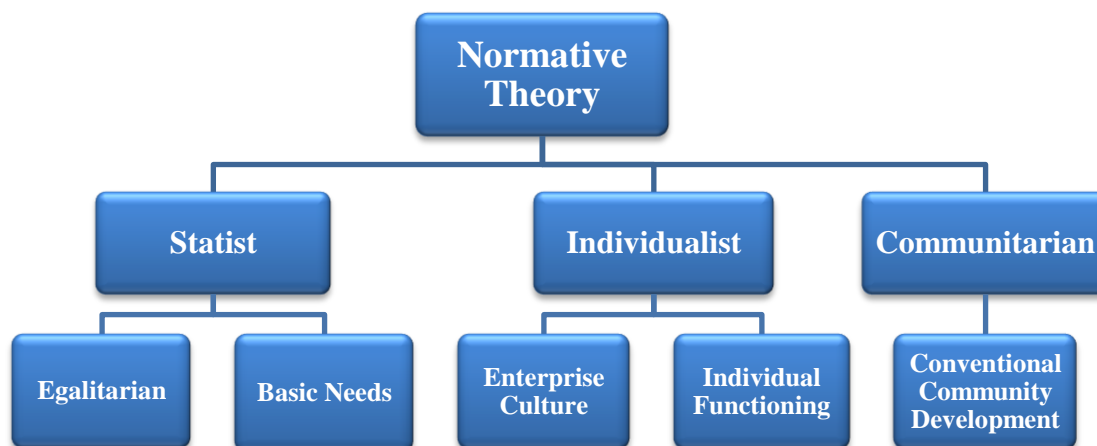 Normative
Theory
Statist
Individualist
Communitarian
Egalitarian
Basic Needs
Enterprise
Culture
Individual
Functioning
Conventional
Community
Development